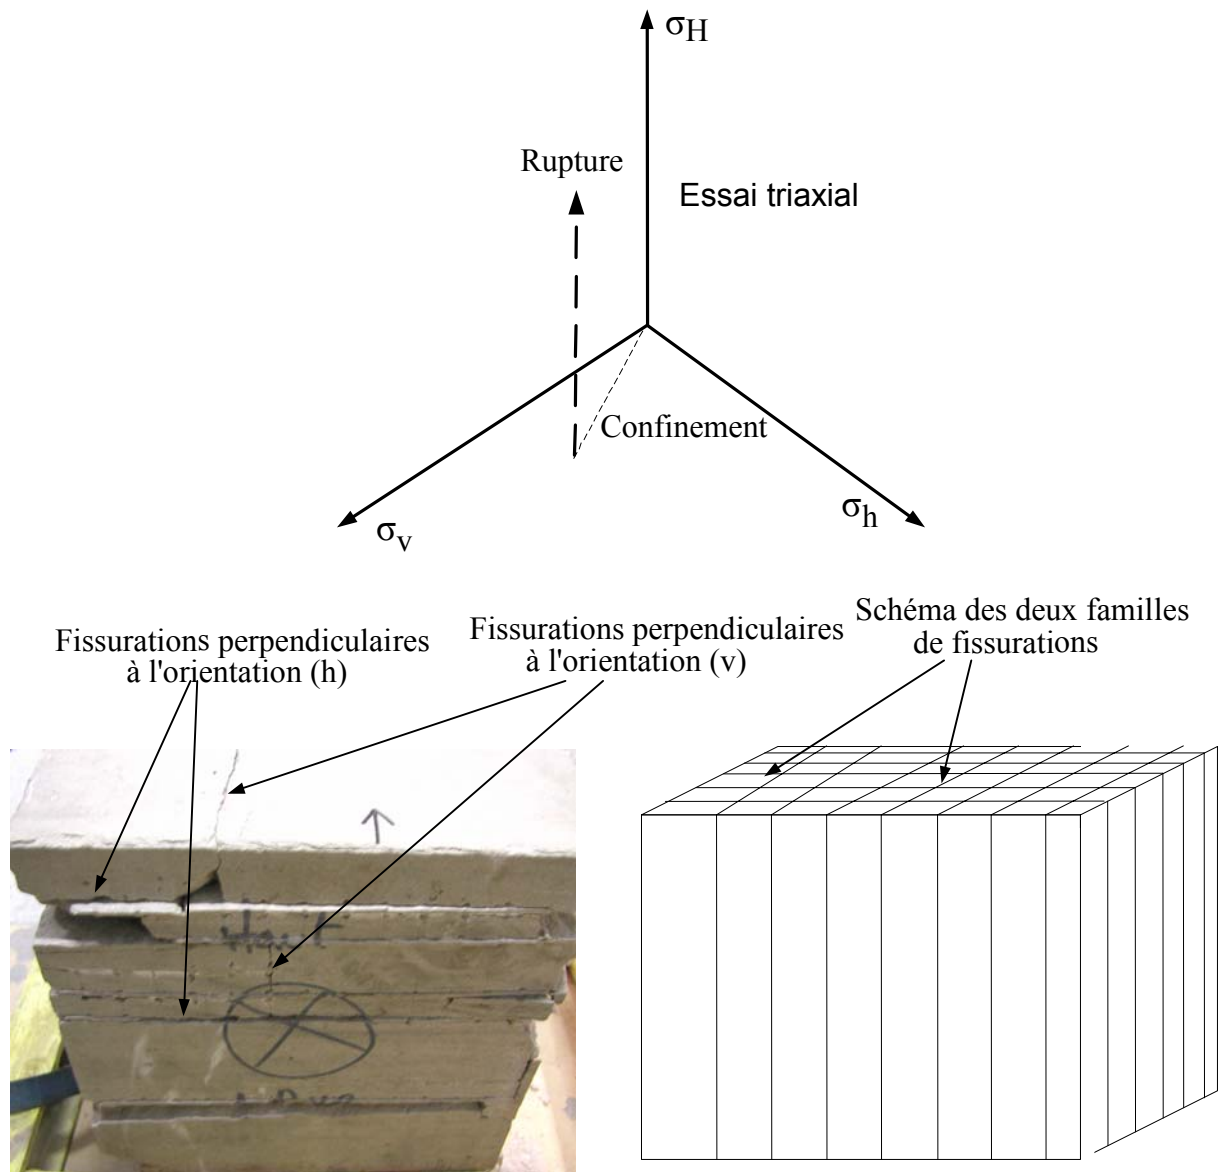 σH
Rupture
Essai triaxial
Confinement
σh
σv
Fissurations perpendiculaires
à l'orientation (h)
Fissurations perpendiculaires
à l'orientation (v)
Schéma des deux familles
de fissurations
Haut